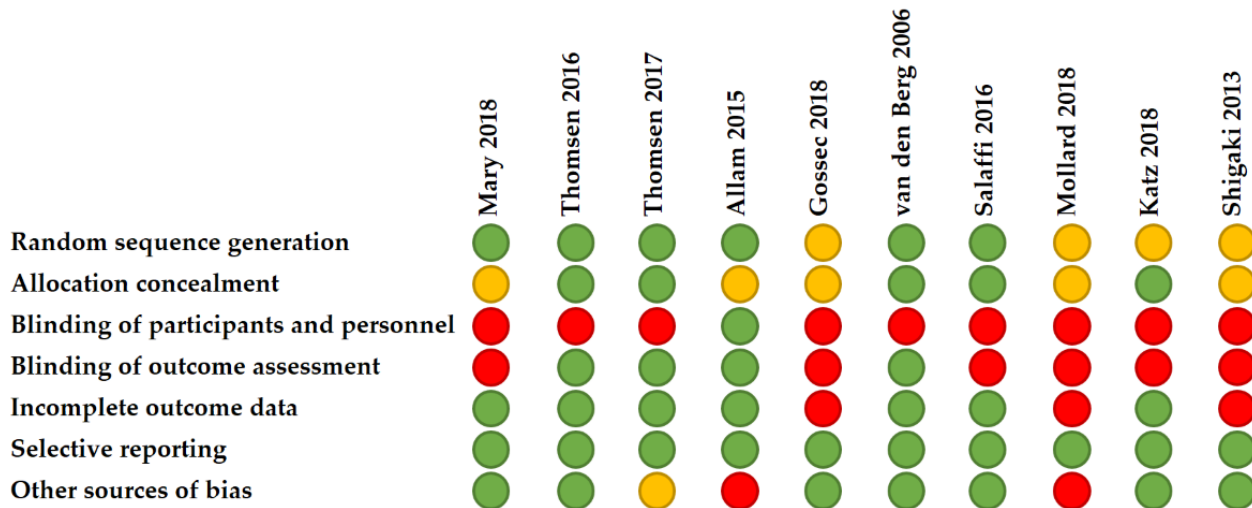 Mary 2018
Thomsen 2016
Thomsen 2017
Allam 2015
Gossec 2018
van den Berg 2006
Salaffi 2016
Mollard 2018
Katz 2018
Shigaki 2013
Random sequence generation
Allocation concealment
Blinding of participants and personnel
Blinding of outcome assessment
Incomplete outcome data
Selective reporting
Other sources of bias